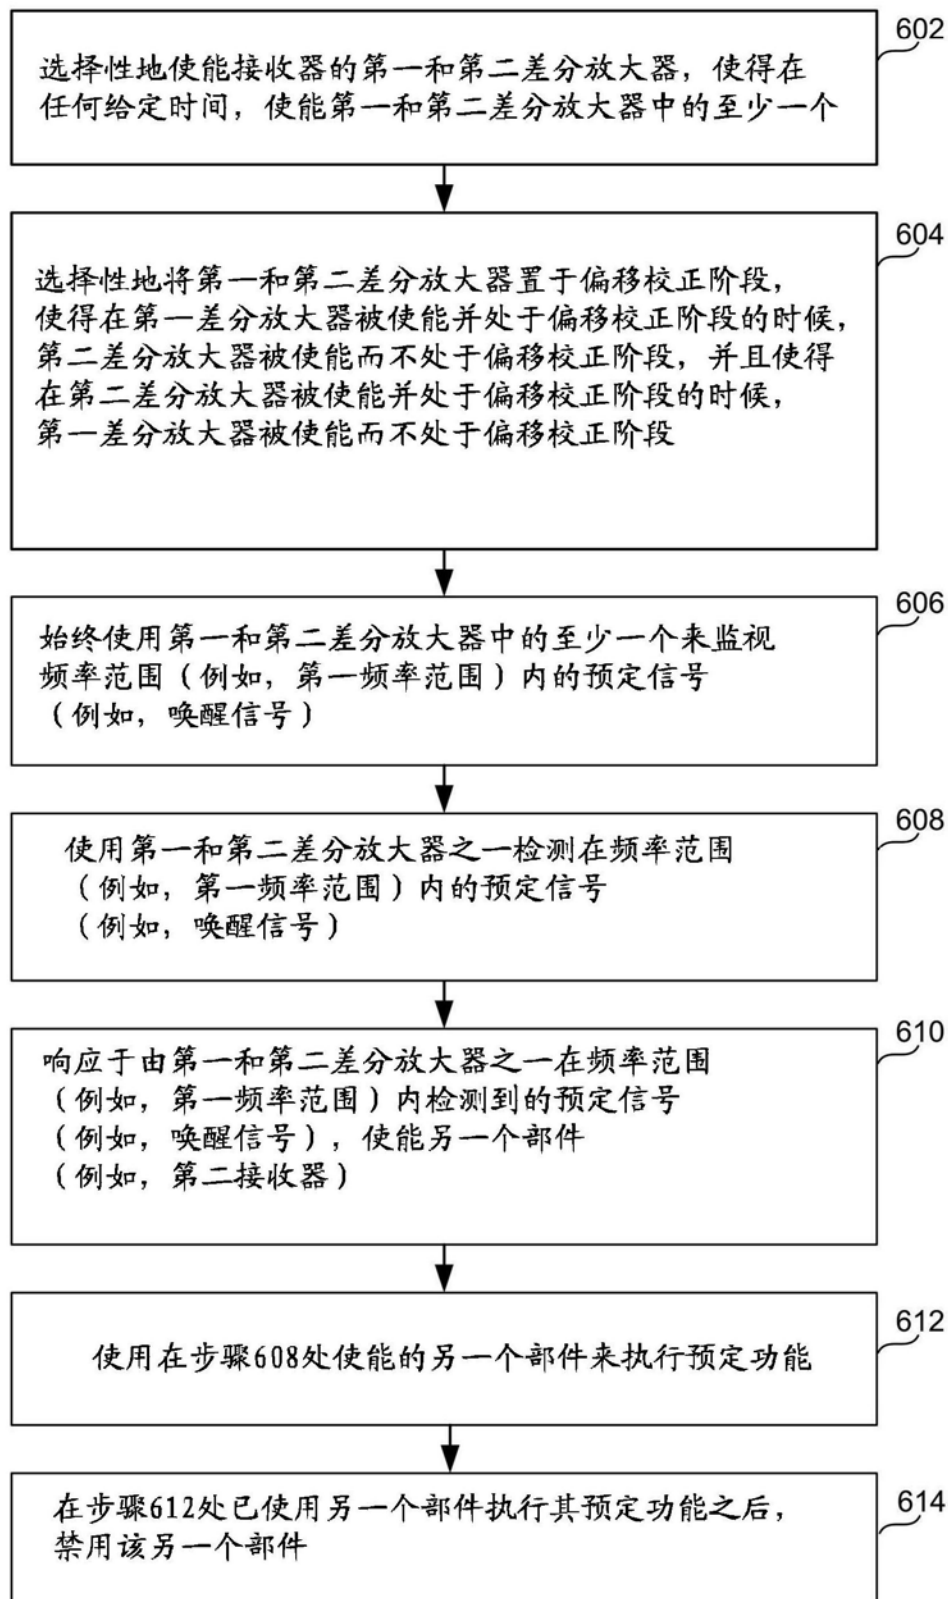 602
选择性地使能接收器的第一和第二差分放大器，使得在
任何给定时间，使能第一和第二差分放大器中的至少一个
604
选择性地将第一和第二差分放大器置于偏移校正阶段，
使得在第一差分放大器被使能并处于偏移校正阶段的时候，
第二差分放大器被使能而不处于偏移校正阶段，并且使得
在第二差分放大器被使能并处于偏移校正阶段的时候，
第一差分放大器被使能而不处于偏移校正阶段
606
始终使用第一和第二差分放大器中的至少一个来监视
频率范围（例如，第一频率范围）内的预定信号
（例如，唤醒信号）
608
使用第一和第二差分放大器之一检测在频率范围
（例如，第一频率范围）内的预定信号
（例如，唤醒信号）
610
响应于由第一和第二差分放大器之一在频率范围
（例如，第一频率范围）内检测到的预定信号
（例如，唤醒信号），使能另一个部件
（例如，第二接收器）
612
使用在步骤608处使能的另一个部件来执行预定功能
614
在步骤612处已使用另一个部件执行其预定功能之后，
禁用该另一个部件